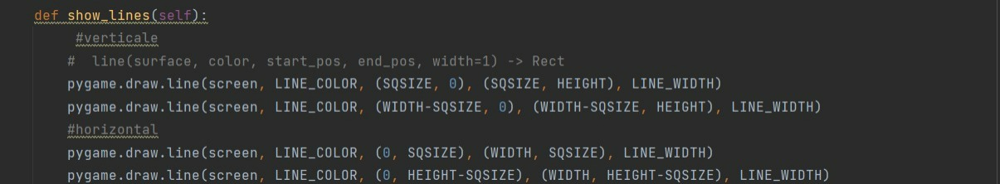 def show_lines(self):
#verticale
#  line(surface, color, start_pos, end_pos, width=1) -> Rect
pygame.draw.line(screen, LINE_COLOR, (SQSIZE, 0), (SQSIZE, HEIGHT), LINE_WIDTH)
pygame.draw.line(screen, LINE_COLOR, (WIDTH-SQSIZE, 0), (WIDTH-SQSIZE, HEIGHT), LINE_WIDTH)
#horizontal
pygame.draw.line(screen, LINE_COLOR, (0, SQSIZE), (WIDTH, SQSIZE), LINE_WIDTH)
pygame.draw.line(screen, LINE_COLOR, (0, HEIGHT-SQSIZE), (WIDTH, HEIGHT-SQSIZE), LINE_WIDTH)